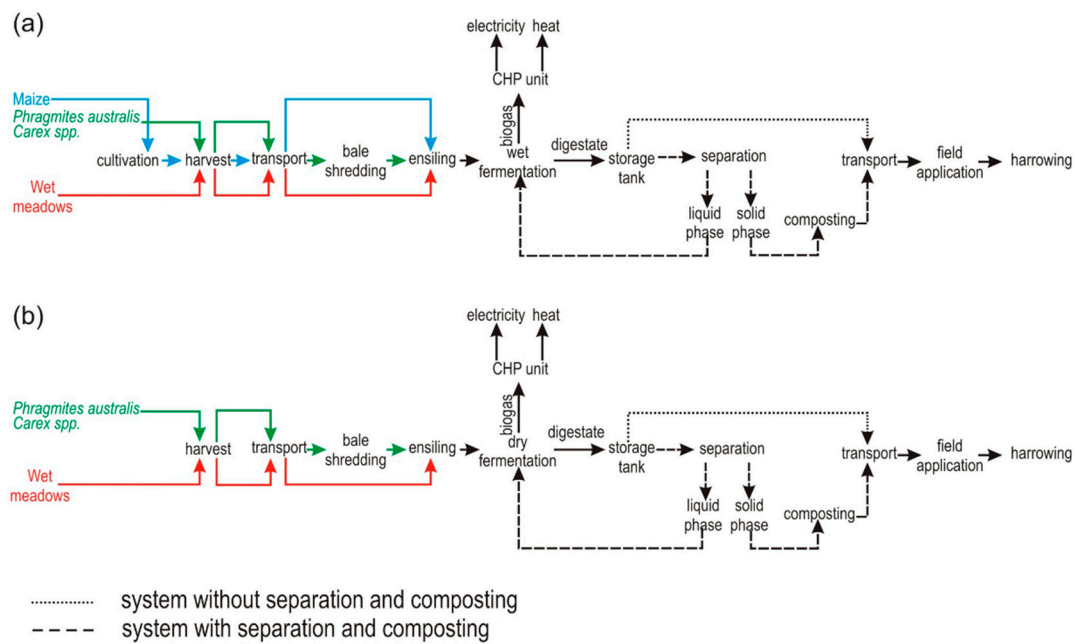 (a)
electricity heat
CHP unit
biogas
Maize
Phragmites australis
Carex spp.
cultivation
harvest
transport
bale
shredding
ensiling
wet
fermentation
digestate
storage
tank
separation
liquid
phase
solid
phase
composting
transport
field
application
harrowing
Wet
meadows
(b)
electricity heat
CHP unit
biogas
Phragmites australis
Carex spp.
harvest
transport
bale
shredding
ensiling
dry
fermentation
digestate
storage
tank
separation
liquid
phase
solid
phase
composting
transport
field
application
harrowing
Wet
meadows
system without separation and composting
system with separation and composting